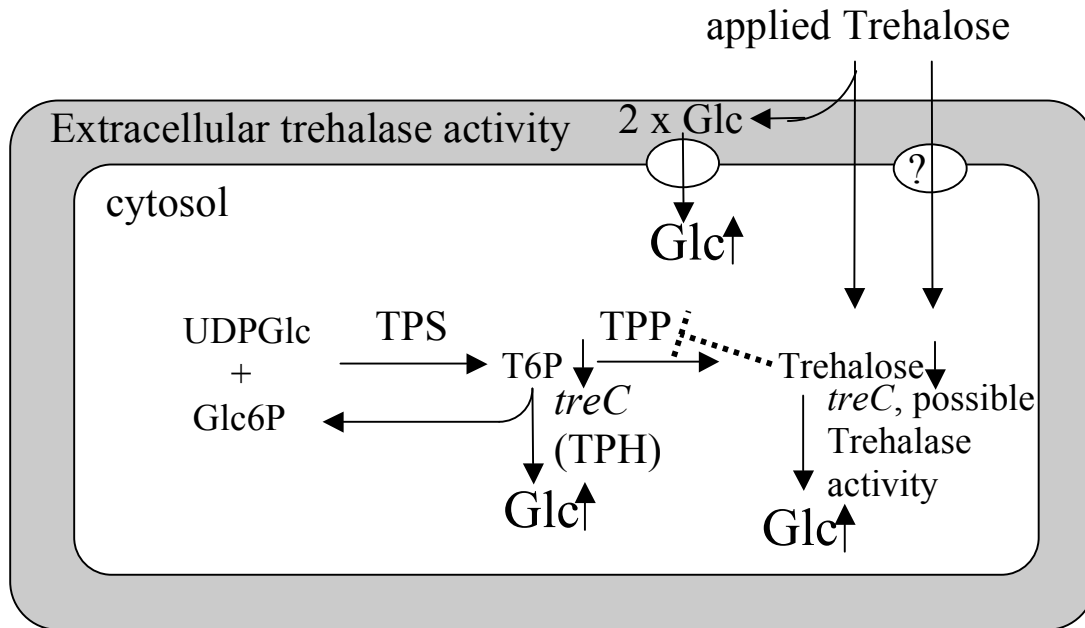 applied Trehalose
Extracellular trehalase activity
2 x Glc
?
cytosol
Glc
UDPGlc
+
Glc6P
TPS
T6P
TPP
treC
(TPH)
Glc
Trehalose
treC, possible
Trehalase
activity
Glc